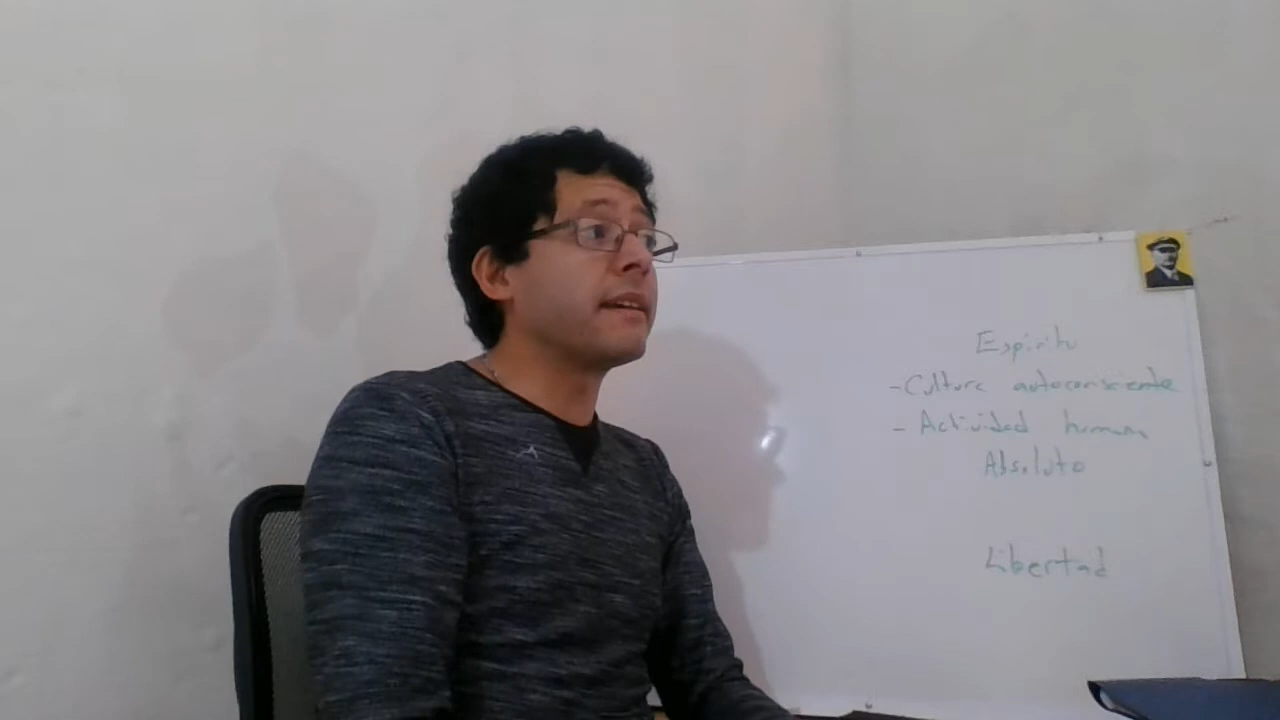 Espíritu
- Cultura autoconsciente
- Actividad humana
Absoluto
Libertad